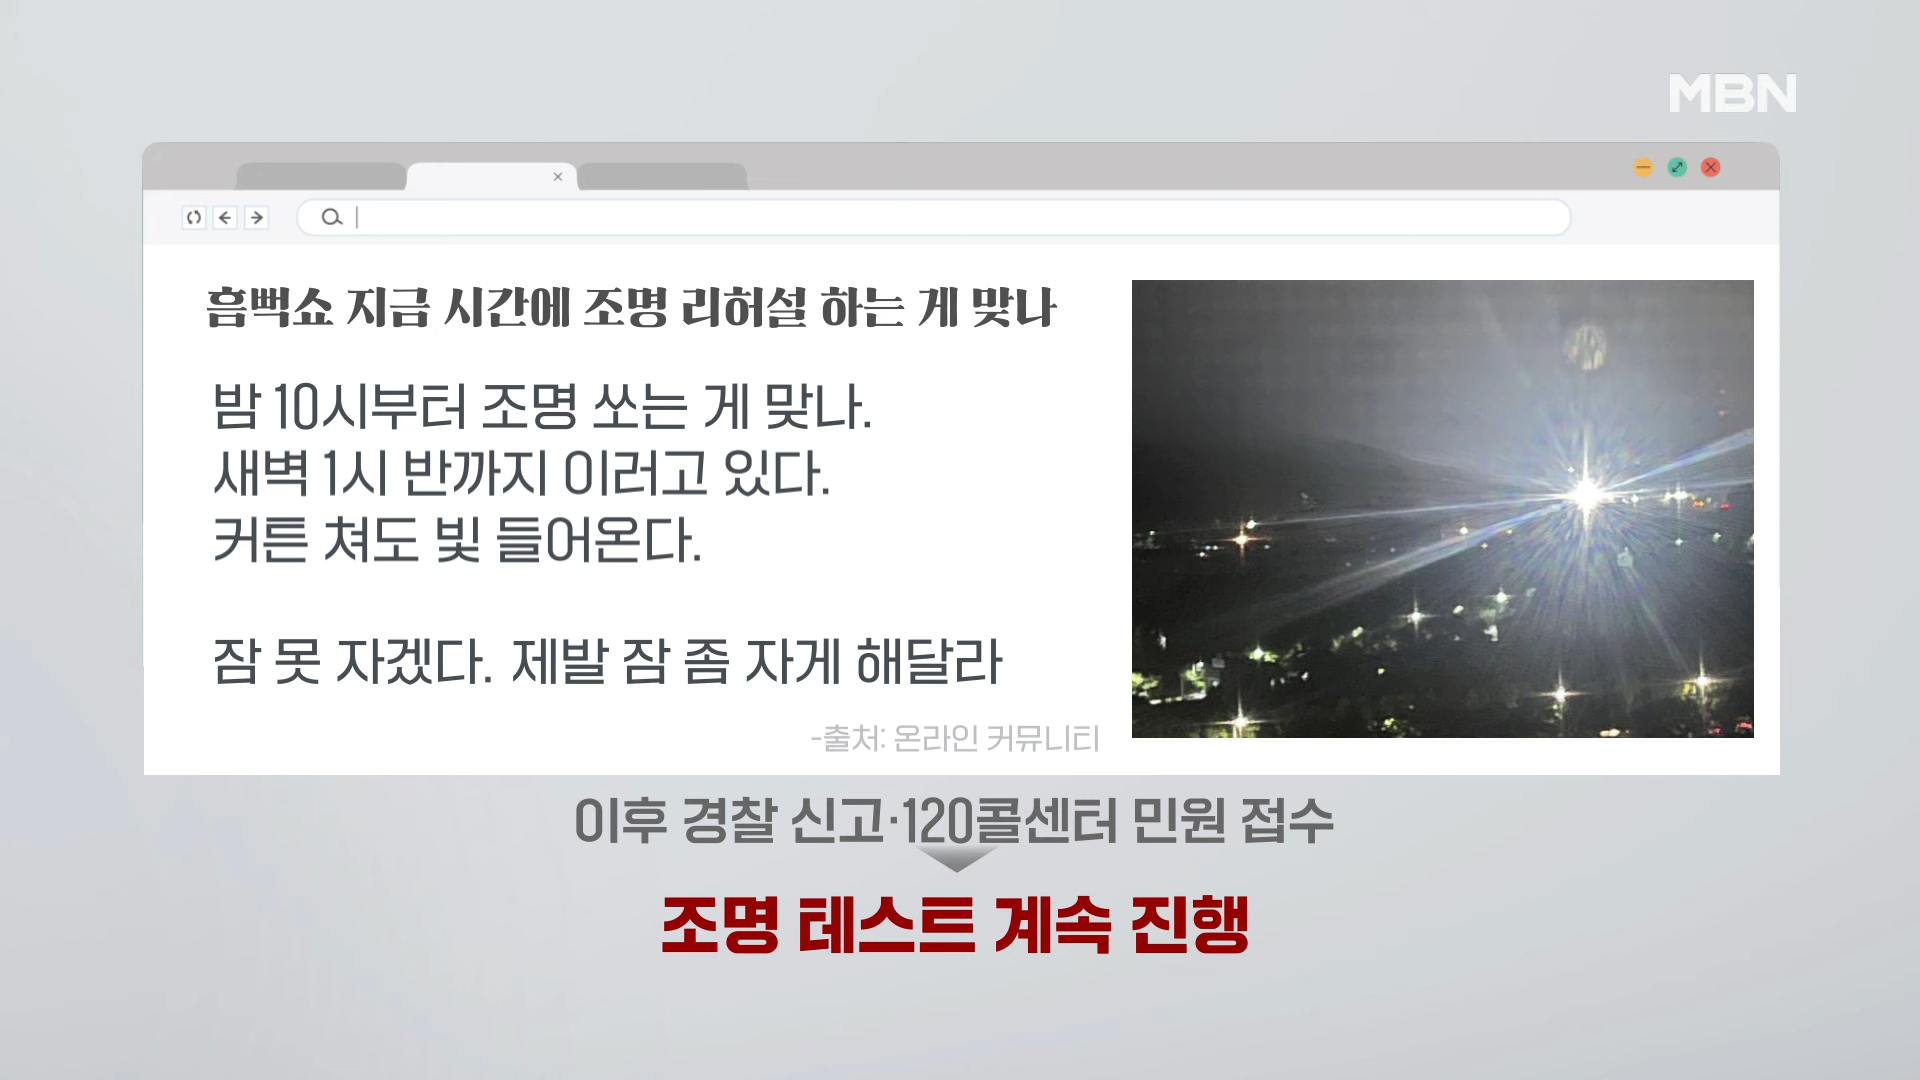 MBN
흠뻑쇼 지금 시간에 조명 리허설 하는 게 맞나
밤 10시부터 조명 쏘는 게 맞나.
새벽 1시 반까지 이러고 있다.
커튼 쳐도 빛 들어온다.
잠 못 자겠다. 제발 잠 좀 자게 해달라
-출처: 온라인 커뮤니티
이후 경찰 신고·120콜센터 민원 접수
조명 테스트 계속 진행